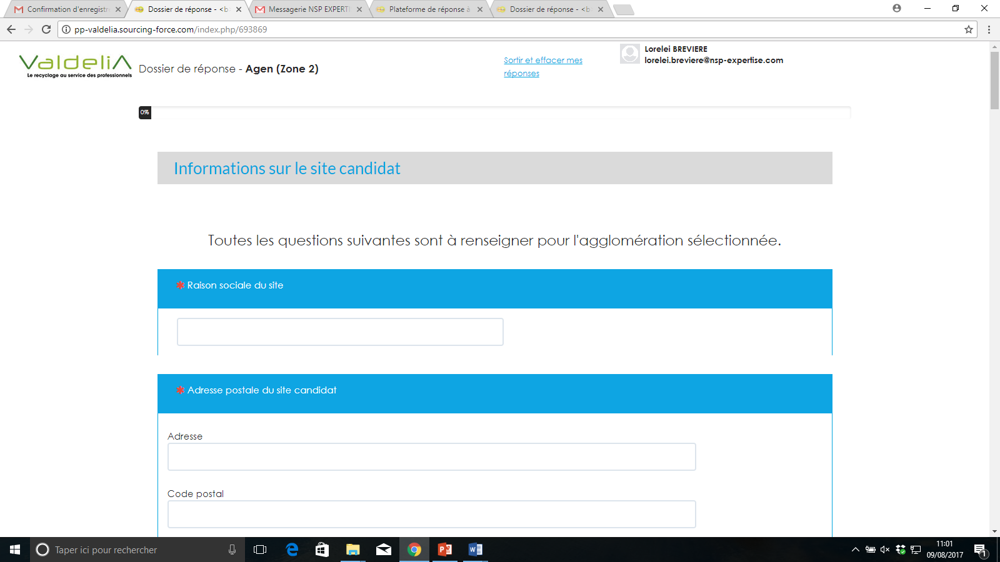 Confirmation d'enregistr
Dossier de réponse - <b
Messagerie NSP EXPERTI
Plateforme de réponse à
Dossier de réponse - <b
pp-valdelia.sourcing-force.com/index.php/693869
ValdeliA
Le recyclage au service des professionnels
Dossier de réponse - Agen (Zone 2)
Sortir et effacer mes
réponses
Lorelei BREVIERE
lorelei.breviere@nsp-expertise.com
0%
Informations sur le site candidat
Toutes les questions suivantes sont à renseigner pour l'agglomération sélectionnée.
* Raison sociale du site
* Adresse postale du site candidat
Adresse
Code postal
Taper ici pour rechercher
11:01
09/08/2017
1